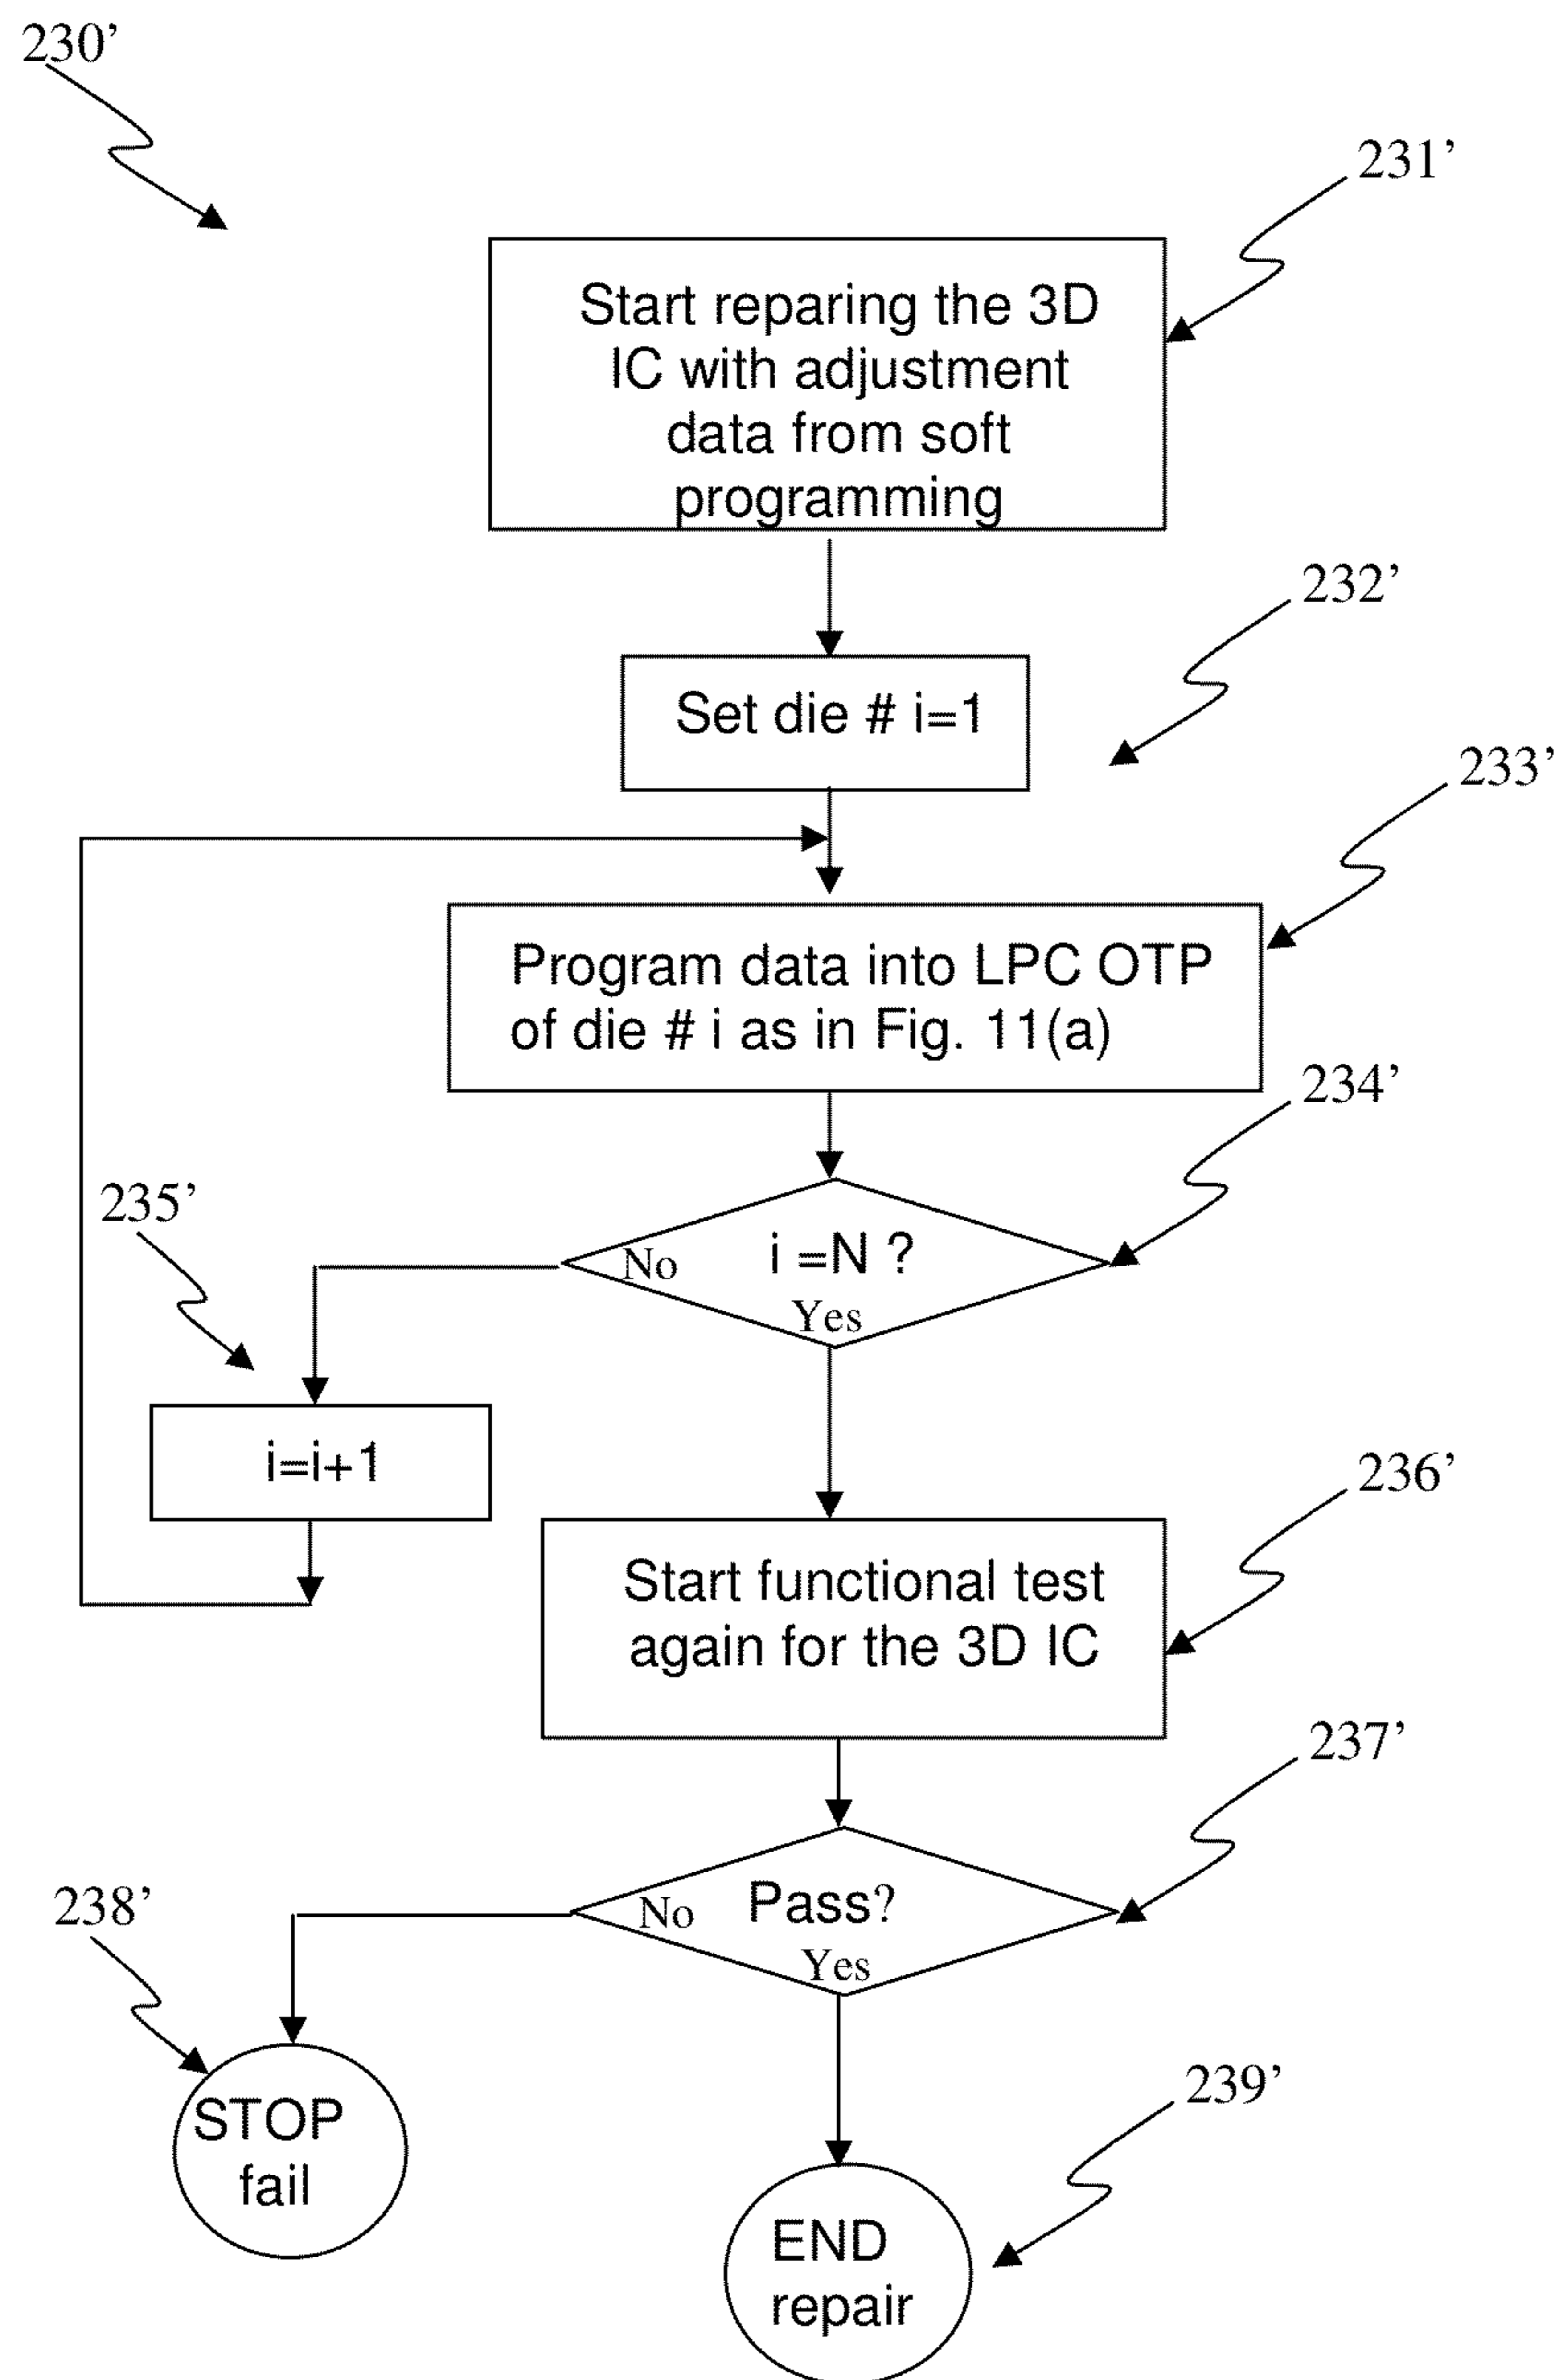 230’
231’
Start reparing the 3D
IC with adjustment
data from soft
programming
232’
Set die # i=1
233’
Program data into LPC OTP
of die # i as in Fig. 11(a)
234’
235’
i =N ?
No
Yes
i=i+1
236’
Start functional test
again for the 3D IC
237’
238’
Pass?
No
Yes
STOP
fail
239’
END
repair